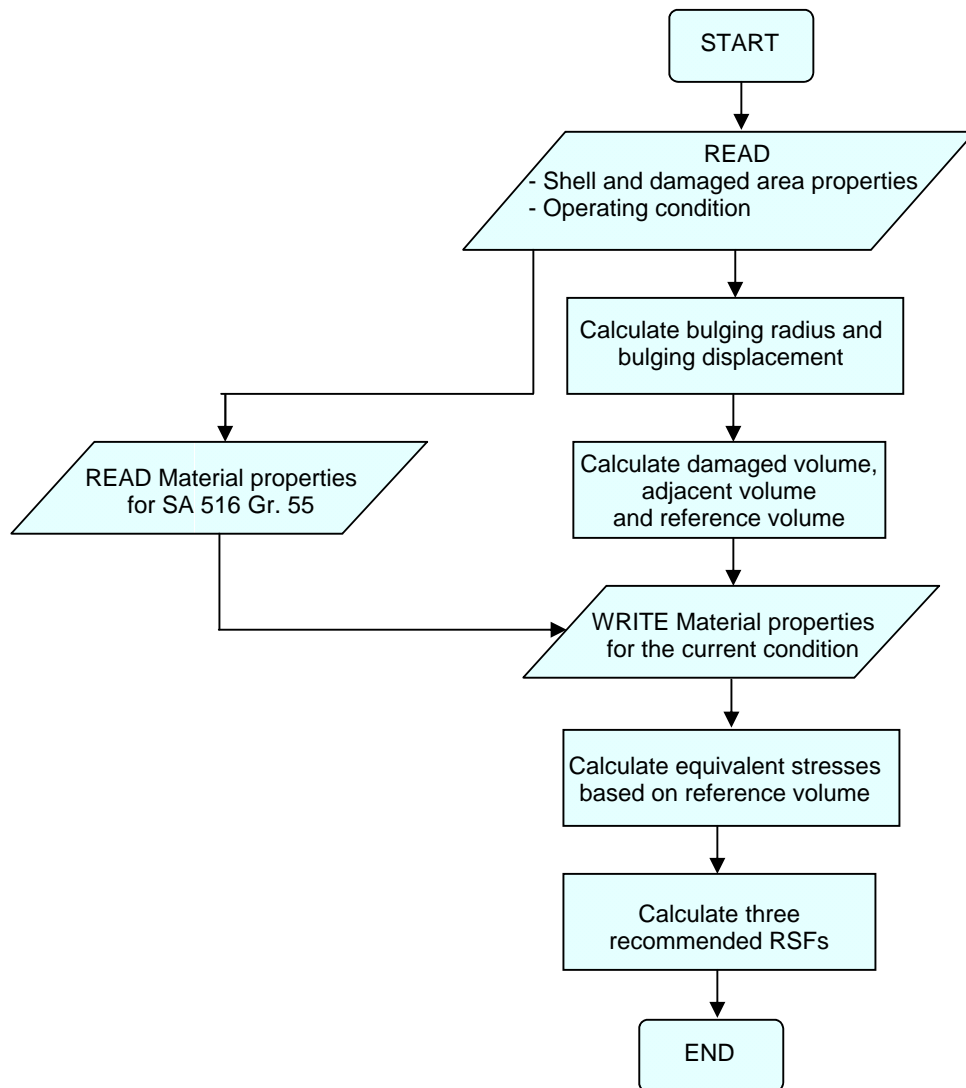 START
READ
- Shell and damaged area properties
- Operating condition
Calculate bulging radius and
bulging displacement
READ Material properties
for SA 516 Gr. 55
Calculate damaged volume,
adjacent volume
and reference volume
WRITE Material properties
for the current condition
Calculate equivalent stresses
based on reference volume
Calculate three
recommended RSFs
END